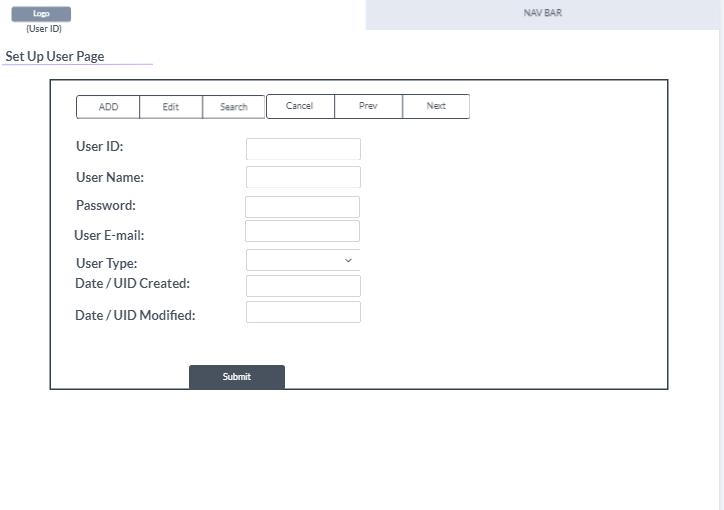 Logo
NAV BAR
(User ID)
Set Up User Page
ADD Edit Search Cancel Prev Next
User ID:
User Name:
Password:
User E-mail:
User Type:
Date / UID Created:
Date / UID Modified:
Submit